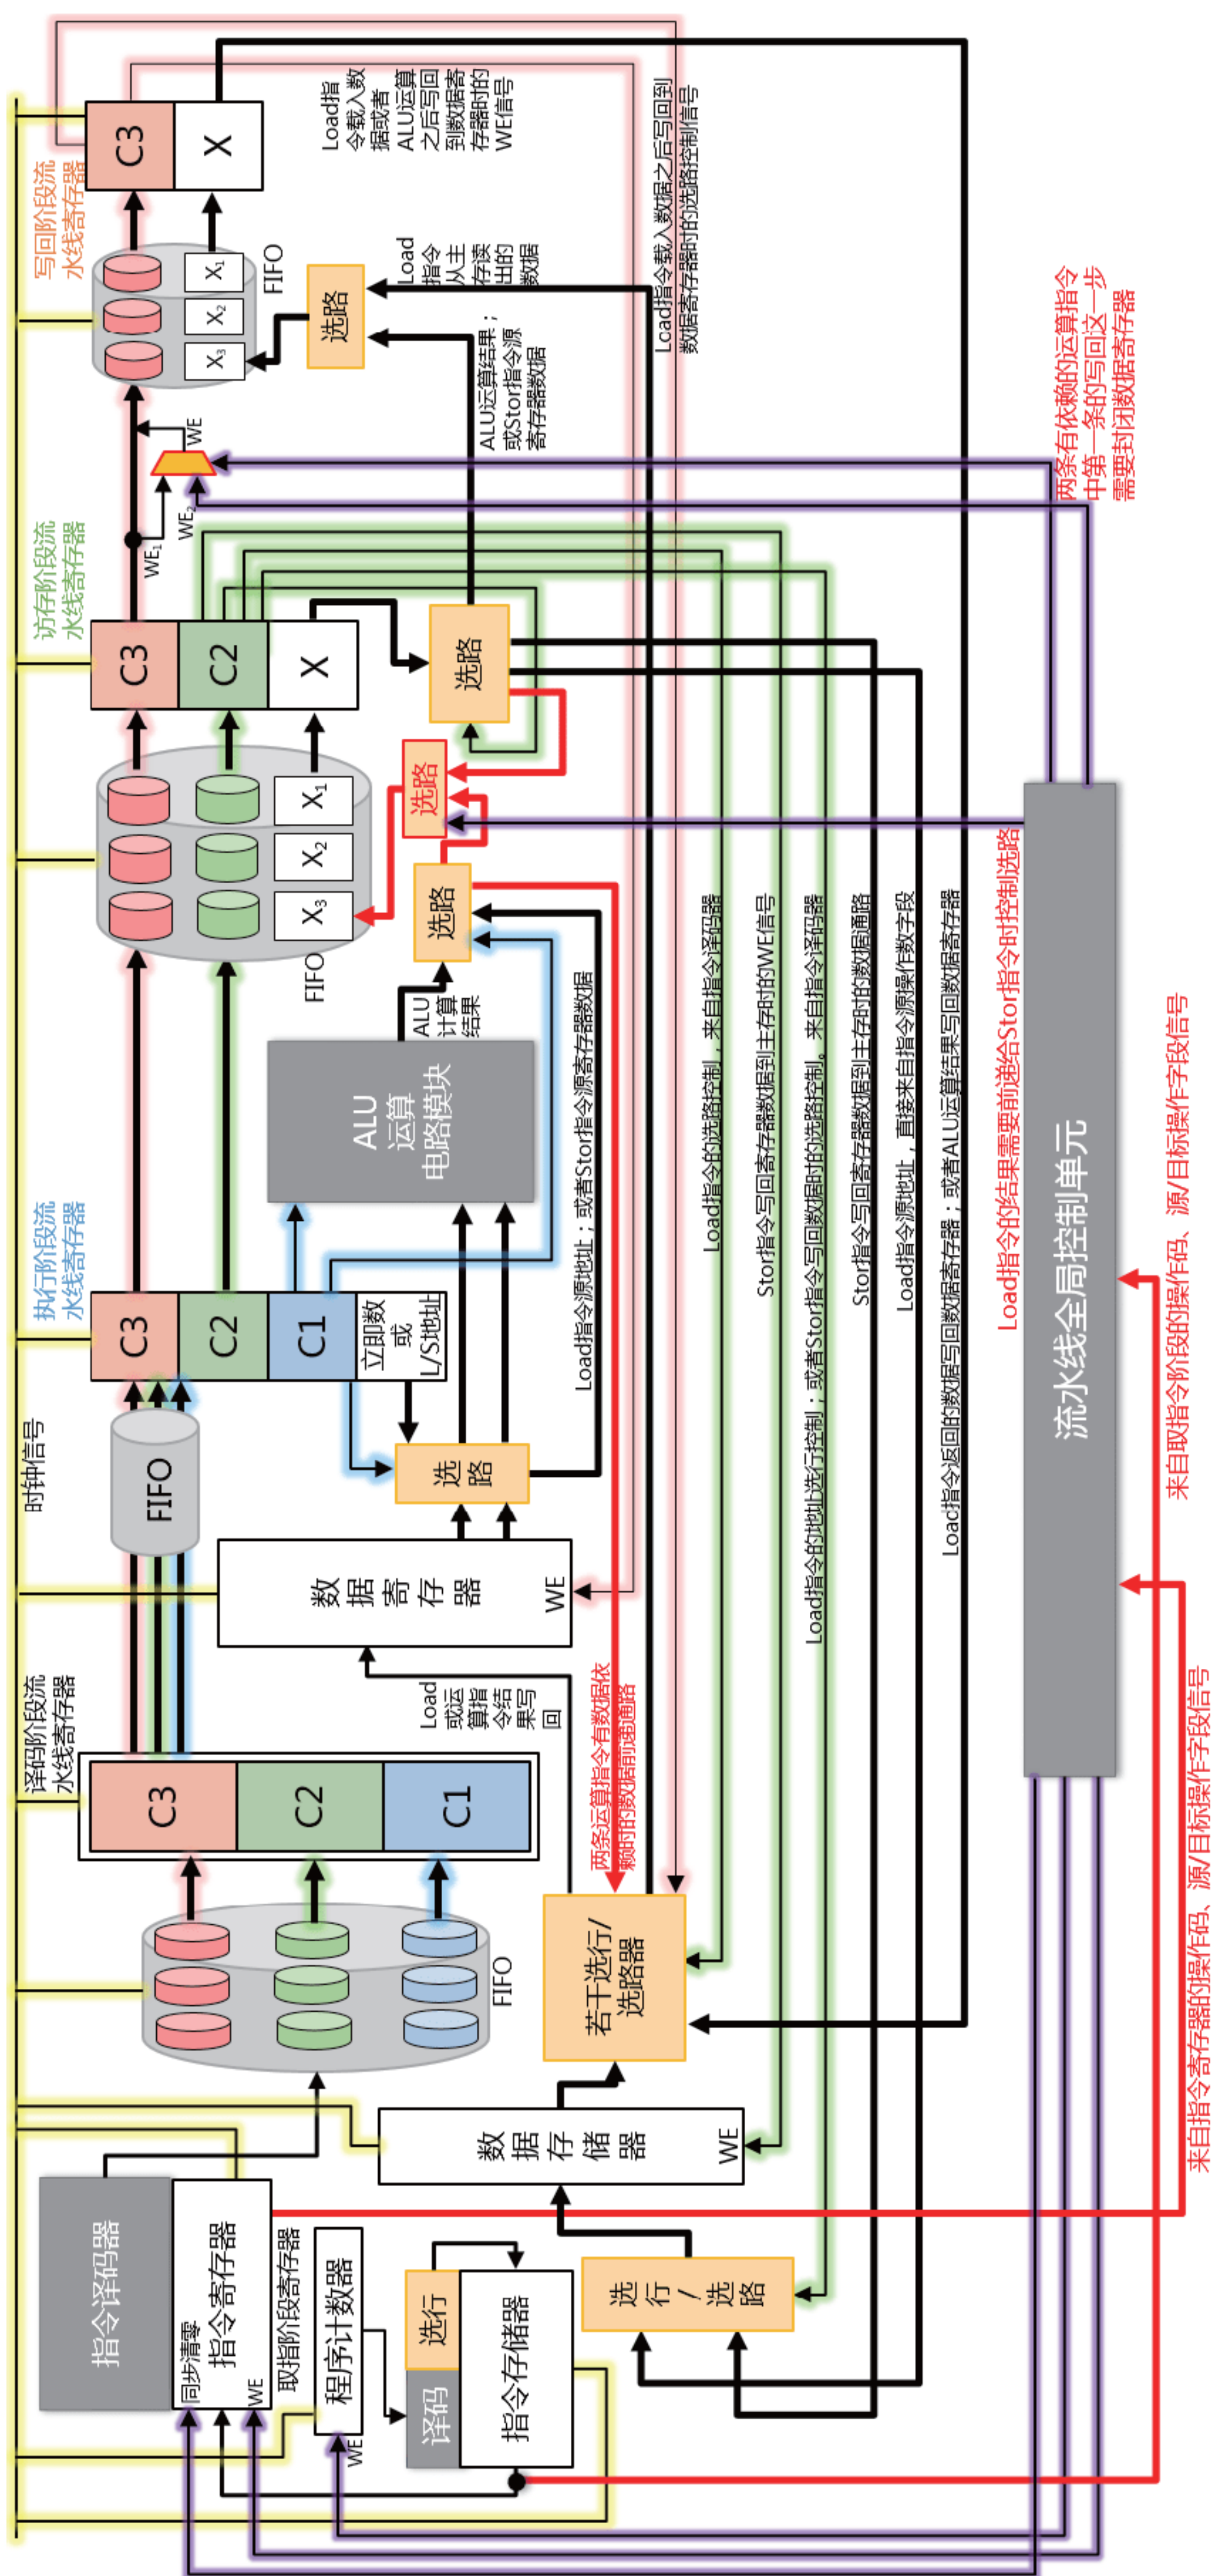 时钟信号
指令译码器
同步清零
指令寄存器
WE
取指阶段寄存器
程序计数器
WE
译码
选行
指令存储器
选行/选路
数据存储器
WE
若干选行/
选路器
FIFO
译码阶段流
水线寄存器
C3
C2
C1
Load
或运
算指
令结
果写
回
两条运算指令有数据依
赖时的数据前递通路
数据寄存器
WE
FIFO
选路
执行阶段流
水线寄存器
C3
C2
C1
立即数
或
L/S地址
ALU
运算
电路模块
ALU
计算
结果
选路
选路
Load指令源地址；或者Stor指令源寄存器数据
X₃
X₂
X₁
FIFO
访存阶段流
水线寄存器
C3
C2
X
选路
WE₁
WE₂
WE
ALU运算结果；
或Stor指令源
寄存器数据
Load
指令
从主
存读
出的
数据
选路
X₃
X₂
X₁
FIFO
写回阶段流
水线寄存器
C3
X
Load指
令载入数
据或者
ALU运算
之后写回
到数据寄
存器时的
WE信号
Load指令载入数据之后写回到
数据寄存器时的选路控制信号
Load指令的选路控制，来自指令译码器
Stor指令写回寄存器数据到主存时的WE信号
Load指令的地址选行控制；或者Stor指令写回数据时的选路控制。来自指令译码器
Stor指令写回寄存器数据到主存时的数据通路
Load指令源地址，直接来自指令源操作数字段
Load指令返回的数据写回数据寄存器；或者ALU运算结果写回数据寄存器
Load指令的结果需要前递给Stor指令时控制选路
两条有依赖的运算指令
中第一条的写回这一步
需要封闭数据寄存器
流水线全局控制单元
来自取指令阶段的操作码、源/目标操作字段信号
来自指令寄存器的操作码、源/目标操作字段信号